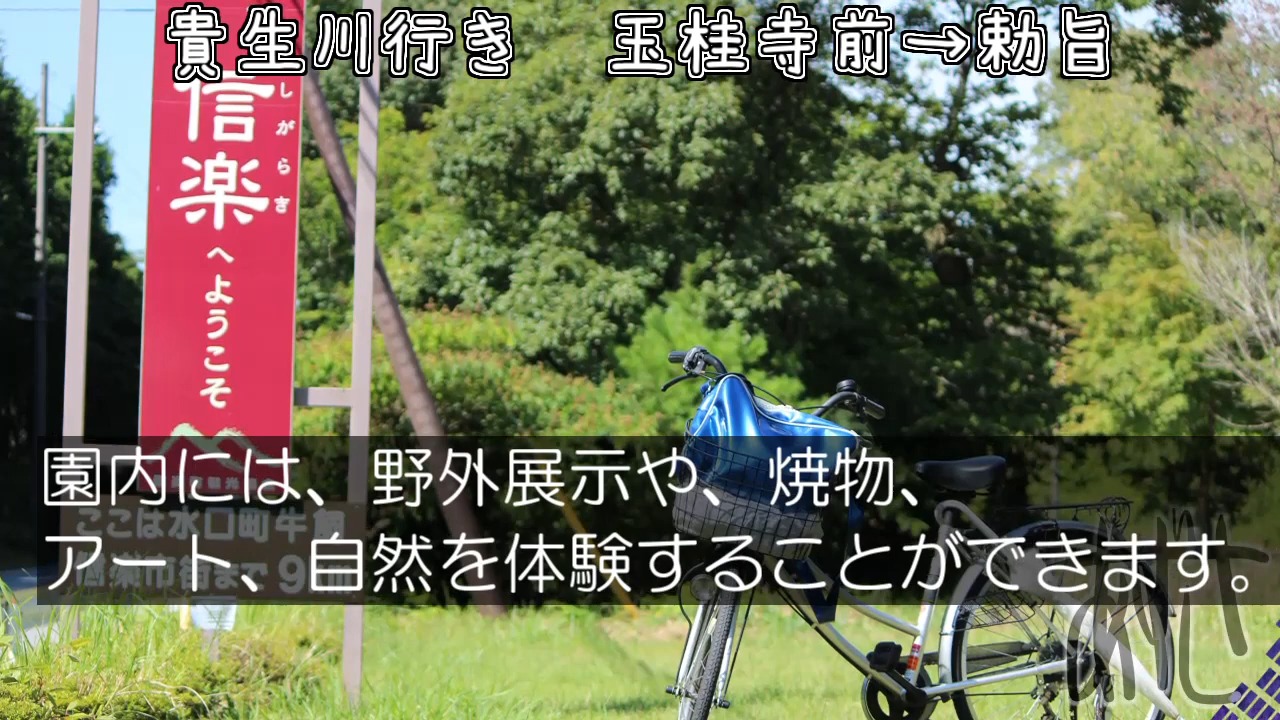 貴生川行き　玉桂寺前→勅旨
信楽
しがらき
へようこそ
園内には、野外展示や、焼物、
アート、自然を体験することができます。
ここは水口町牛飼
信楽市街まで 9km